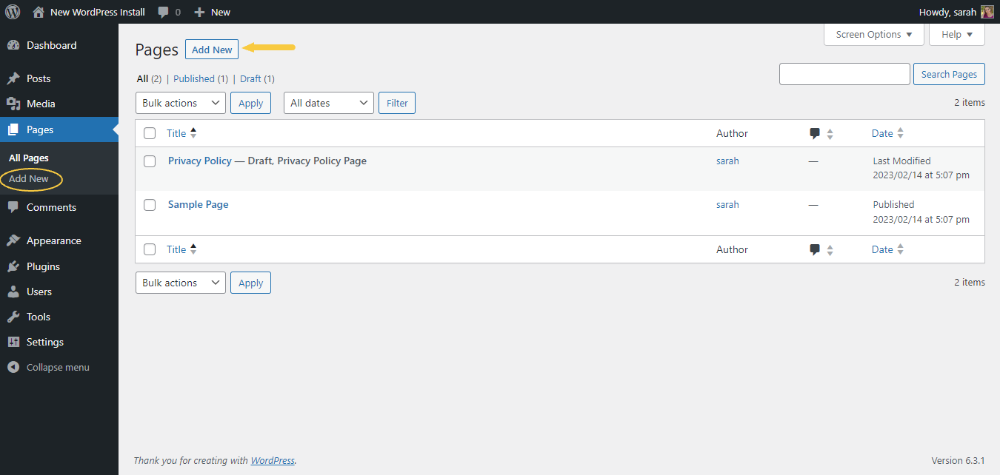 New WordPress Install 0 New Howdy, sarah
Dashboard
Posts
Media
Pages
All Pages
Add New
Comments
Appearance
Plugins
Users
Tools
Settings
Collapse menu
Screen Options Help
Pages Add New
All (2) | Published (1) | Draft (1)
Search Pages
Bulk actions Apply All dates Filter 2 items
Title Author Date
Privacy Policy — Draft, Privacy Policy Page sarah — Last Modified
2023/02/14 at 5:07 pm
Sample Page sarah — Published
2023/02/14 at 5:07 pm
Title Author Date
Bulk actions Apply 2 items
Thank you for creating with WordPress. Version 6.3.1